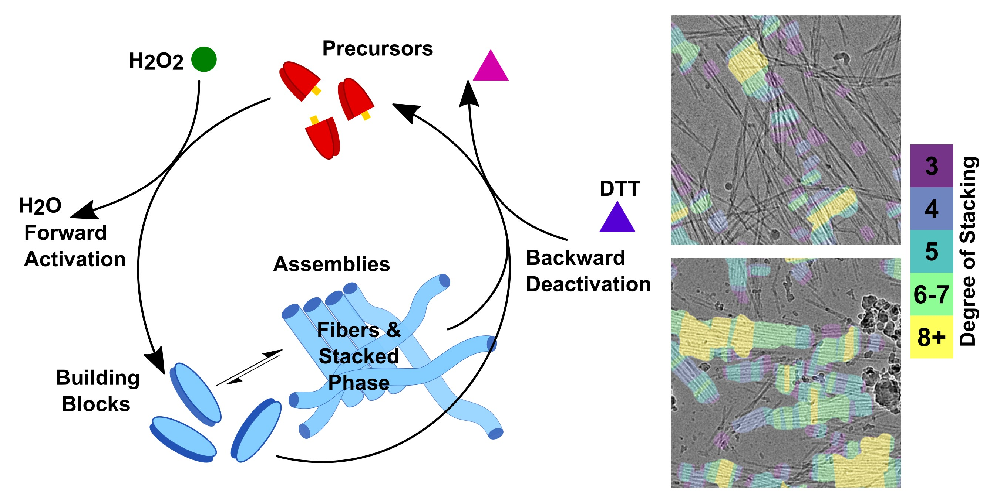 Precursors
H2O2
DTT
H2O
Forward
Activation
Backward
Deactivation
Assemblies
Fibers &
Stacked
Phase
Building
Blocks
3
4
5
6-7
8+
Degree of Stacking